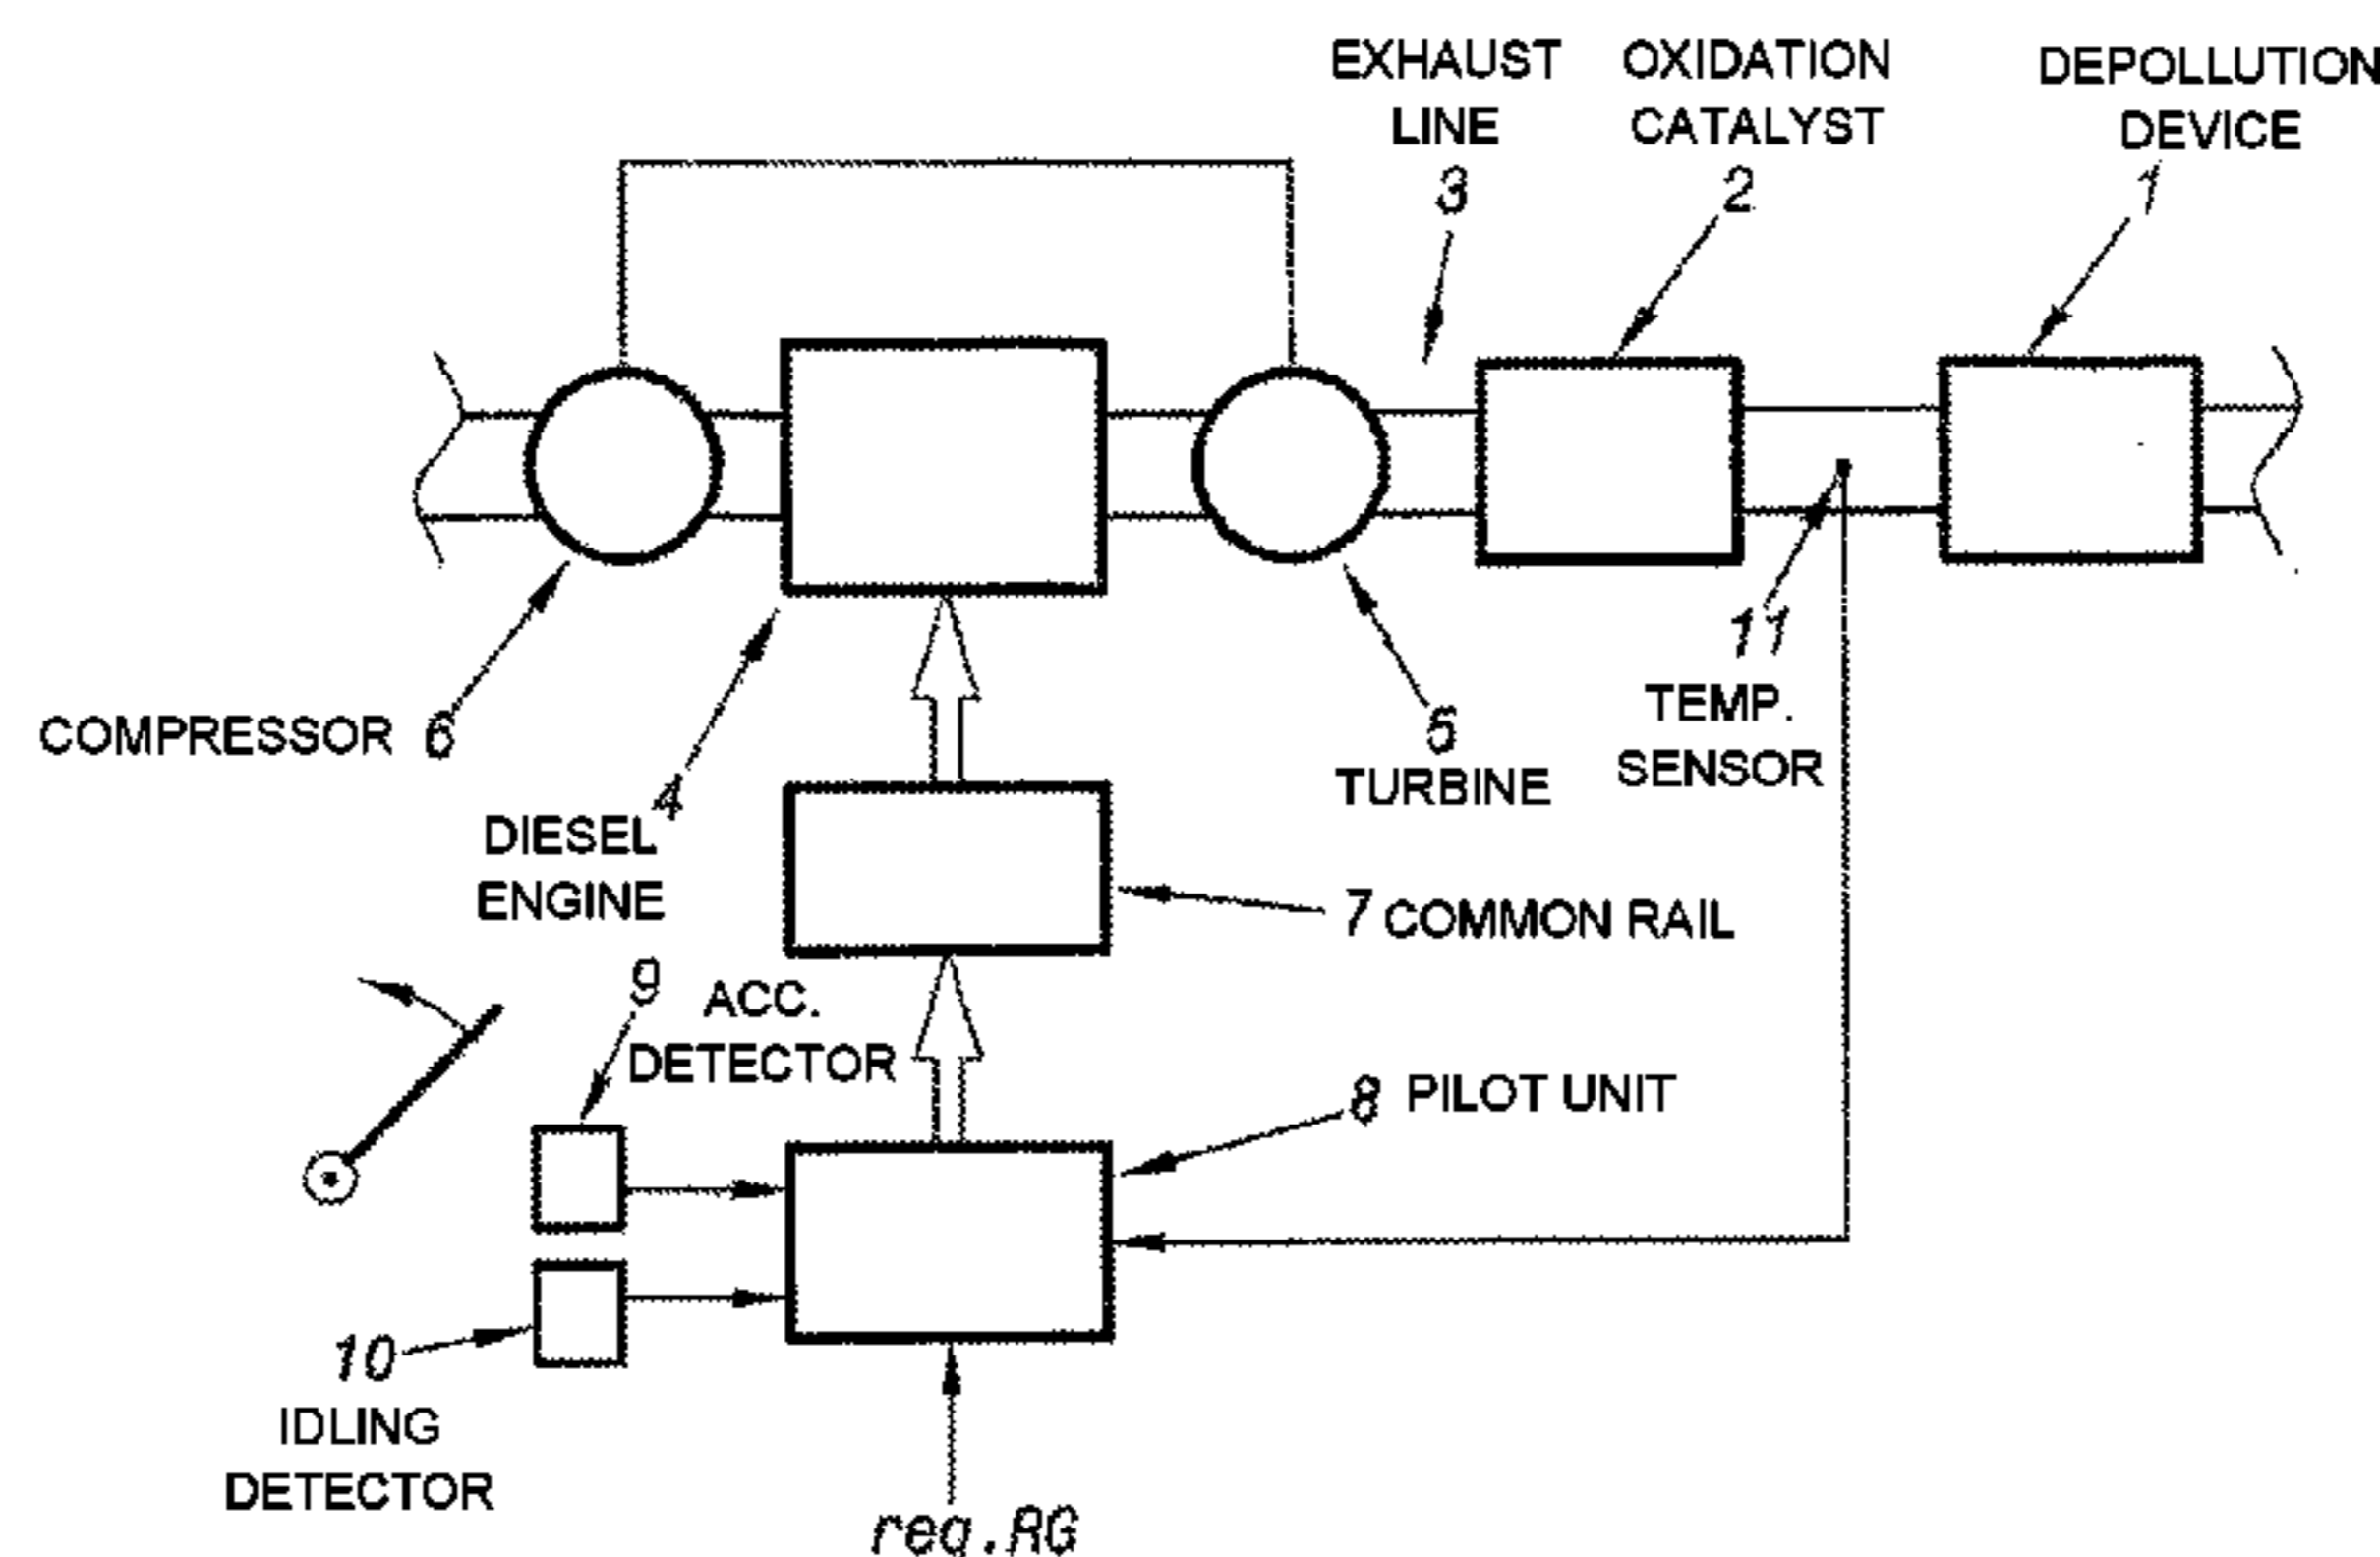 EXHAUST
LINE
3
OXIDATION
CATALYST
2
DEPOLLUTION
DEVICE
1
COMPRESSOR 6
4
DIESEL
ENGINE
5
TURBINE
11
TEMP.
SENSOR
7 COMMON RAIL
9
ACC.
DETECTOR
8 PILOT UNIT
10
IDLING
DETECTOR
req.RG